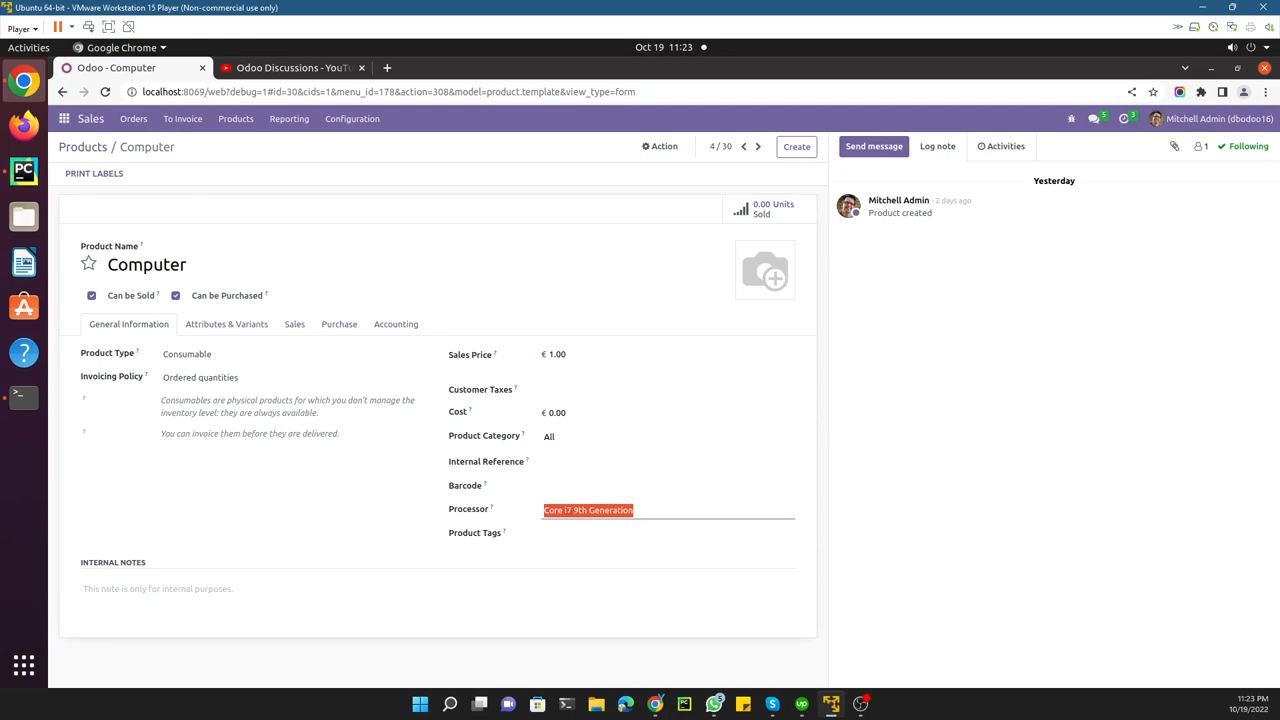 Ubuntu 64-bit - VMware Workstation 15 Player (Non-commercial use only)
Player
Activities
Google Chrome
Oct 19 11:23
Odoo - Computer
Odoo Discussions - YouTu
localhost:8069/web?debug=1#id=30&cids=1&menu_id=178&action=308&model=product.template&view_type=form
Sales
Orders
To Invoice
Products
Reporting
Configuration
5
3
Mitchell Admin (dbodoo16)
Products / Computer
Action
4 / 30
Create
Send message
Log note
Activities
1
Following
PRINT LABELS
Yesterday
0.00 Units
Sold
Mitchell Admin - 2 days ago
Product created
Product Name ?
Computer
Can be Sold ?
Can be Purchased ?
General Information
Attributes & Variants
Sales
Purchase
Accounting
Product Type ?
Consumable
Invoicing Policy ?
Ordered quantities
?
Consumables are physical products for which you don't manage the
inventory level: they are always available.
?
You can invoice them before they are delivered.
Sales Price ?
€ 1.00
Customer Taxes ?
Cost ?
€ 0.00
Product Category ?
All
Internal Reference ?
Barcode ?
Processor ?
Core i7 9th Generation
Product Tags ?
INTERNAL NOTES
This note is only for internal purposes.
PC
5
11:23 PM
10/19/2022